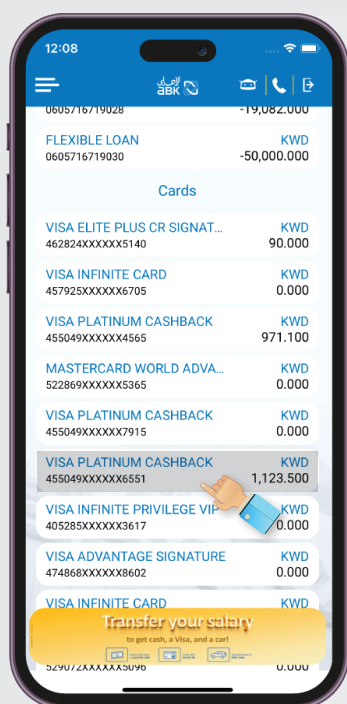 12:08
الأهلي
aBK
0605716719028 -19,082.000
FLEXIBLE LOAN KWD
0605716719030 -50,000.000
Cards
VISA ELITE PLUS CR SIGNAT... KWD
462824XXXXXX5140 90.000
VISA INFINITE CARD KWD
457925XXXXXX6705 0.000
VISA PLATINUM CASHBACK KWD
455049XXXXXX4565 971.100
MASTERCARD WORLD ADVA... KWD
522869XXXXXX5365 0.000
VISA PLATINUM CASHBACK KWD
455049XXXXXX7915 0.000
VISA PLATINUM CASHBACK KWD
455049XXXXXX6551 1,123.500
VISA INFINITE PRIVILEGE VIP KWD
405285XXXXXX3617 0.000
VISA ADVANTAGE SIGNATURE KWD
474868XXXXXX8602 0.000
VISA INFINITE CARD KWD
Transfer your salary
to get cash, a Visa, and a car!
529072XXXXXX5096 0.000